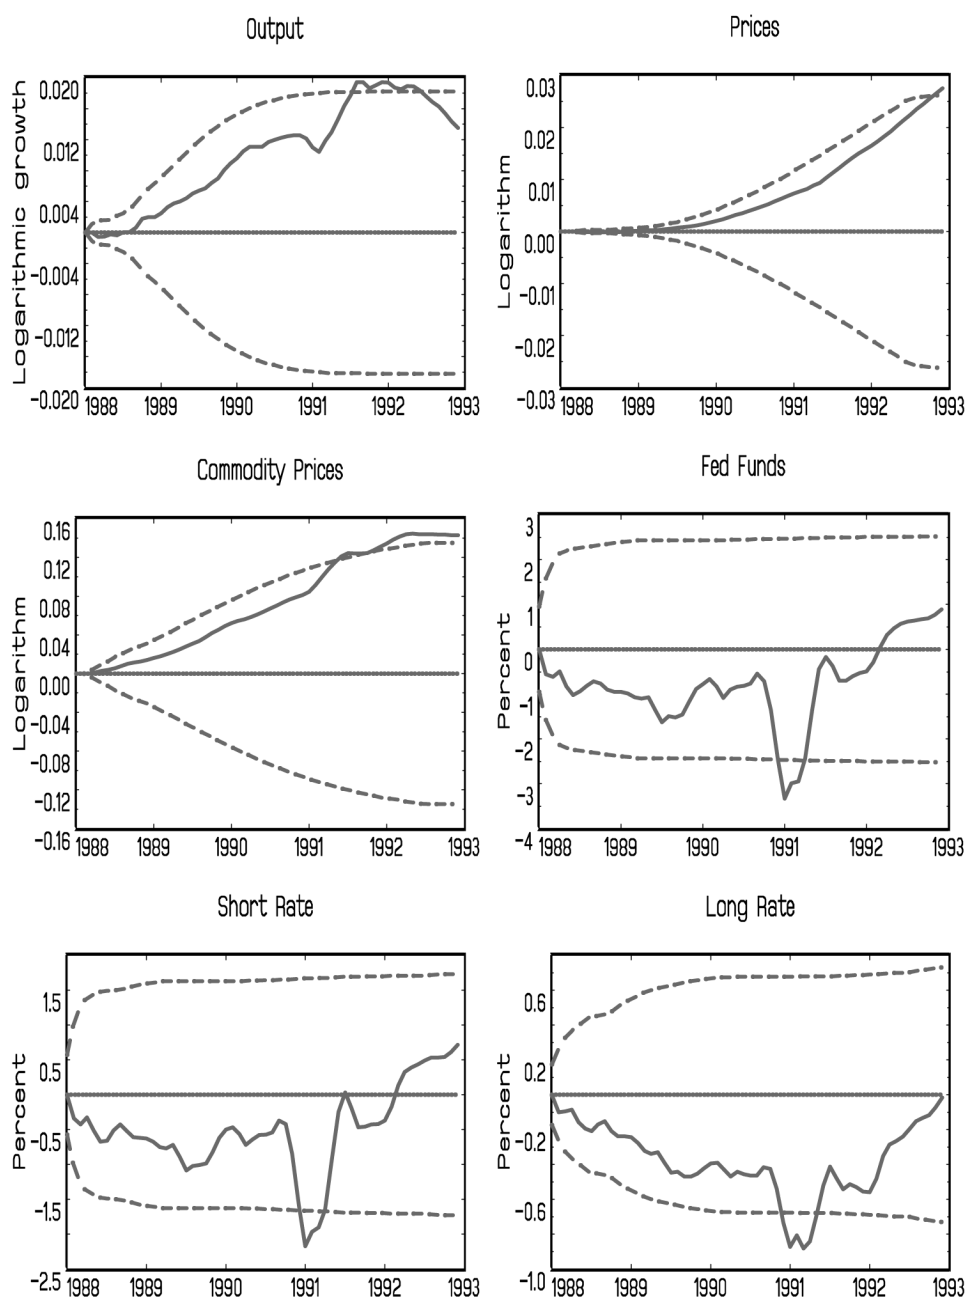 Output
Logarithmic growth
0.020
0.012
0.004
-0.004
-0.012
-0.020
1988 1989 1990 1991 1992 1993
Prices
Logarithm
0.03
0.02
0.01
0.00
-0.01
-0.02
-0.03
1988 1989 1990 1991 1992 1993
Commodity Prices
Logarithm
0.16
0.12
0.08
0.04
0.00
-0.04
-0.08
-0.12
-0.16
1988 1989 1990 1991 1992 1993
Fed Funds
Percent
3
2
1
0
-1
-2
-3
-4
1988 1989 1990 1991 1992 1993
Short Rate
Percent
1.5
0.5
-0.5
-1.5
-2.5
1988 1989 1990 1991 1992 1993
Long Rate
Percent
0.6
0.2
-0.2
-0.6
-1.0
1988 1989 1990 1991 1992 1993